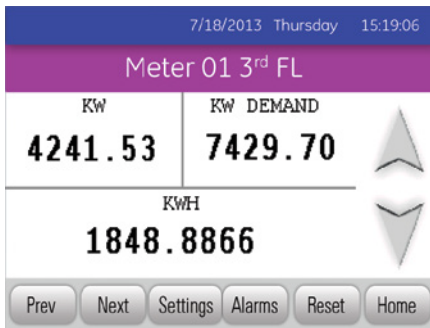 7/18/2013 Thursday 15:19:06
Meter 01 3rd FL
KW KW DEMAND
4241.53 7429.70
KWH
1848.8866
Prev Next Settings Alarms Reset Home